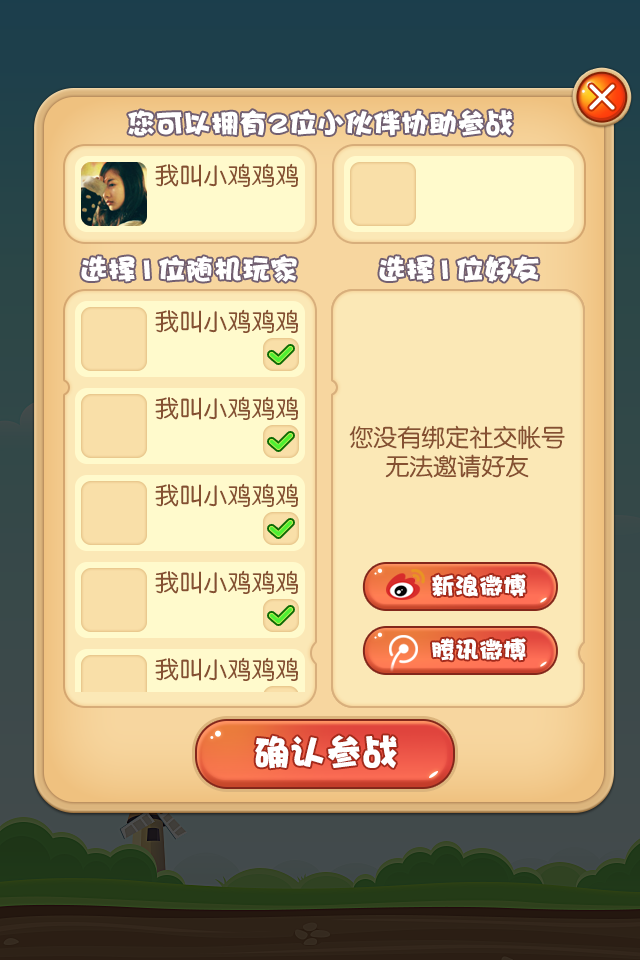 您可以拥有2位小伙伴协助参战
我叫小鸡鸡鸡
选择1位随机玩家
选择1位好友
我叫小鸡鸡鸡
我叫小鸡鸡鸡
我叫小鸡鸡鸡
我叫小鸡鸡鸡
我叫小鸡鸡鸡
您没有绑定社交帐号
无法邀请好友
新浪微博
腾讯微博
确认参战